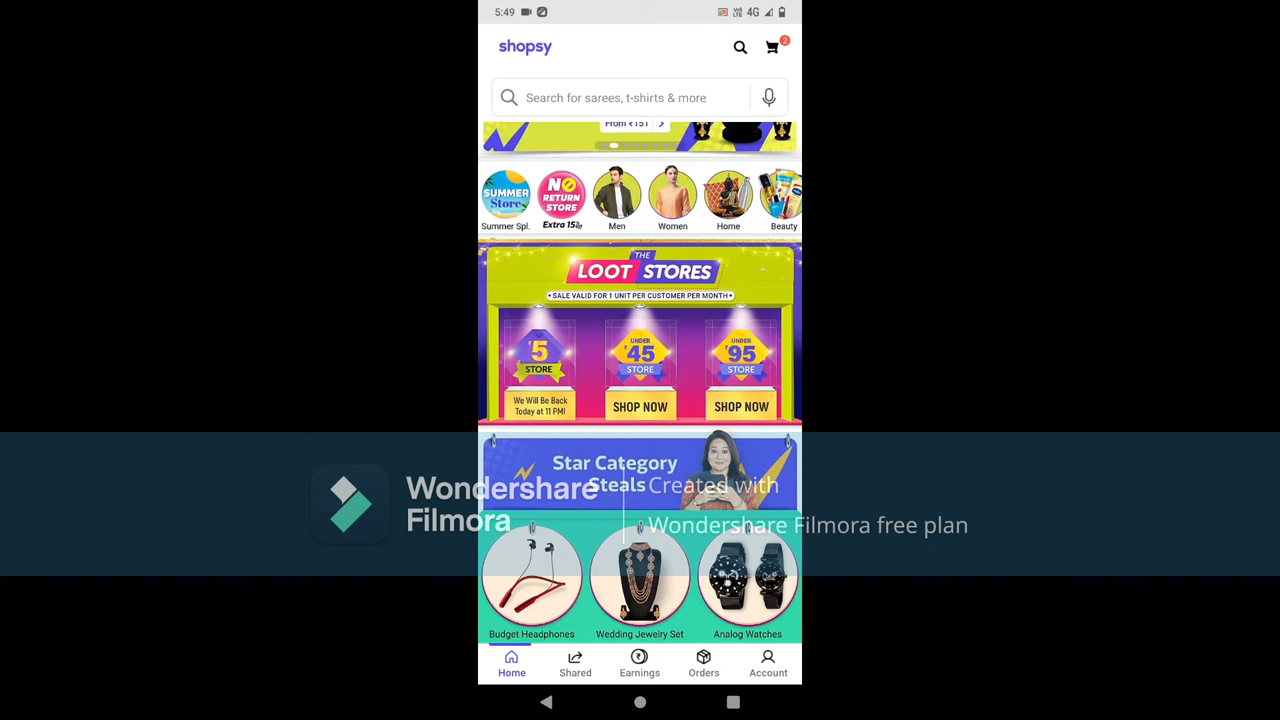 5:49
4G
shopsy
2
Search for sarees, t-shirts & more
From ₹151
SUMMER
Store
NO
RETURN
STORE
Extra 15%
Summer Spl.
Men
Women
Home
Beauty
THE
LOOT STORES
• SALE VALID FOR 1 UNIT PER CUSTOMER PER MONTH •
₹5
STORE
UNDER
₹45
STORE
UNDER
₹95
STORE
We Will Be Back
Today at 11 PM!
SHOP NOW
SHOP NOW
Star Category
Steals
Wondershare
Filmora
Created with
Wondershare Filmora free plan
Budget Headphones
Wedding Jewelry Set
Analog Watches
Home
Shared
Earnings
Orders
Account